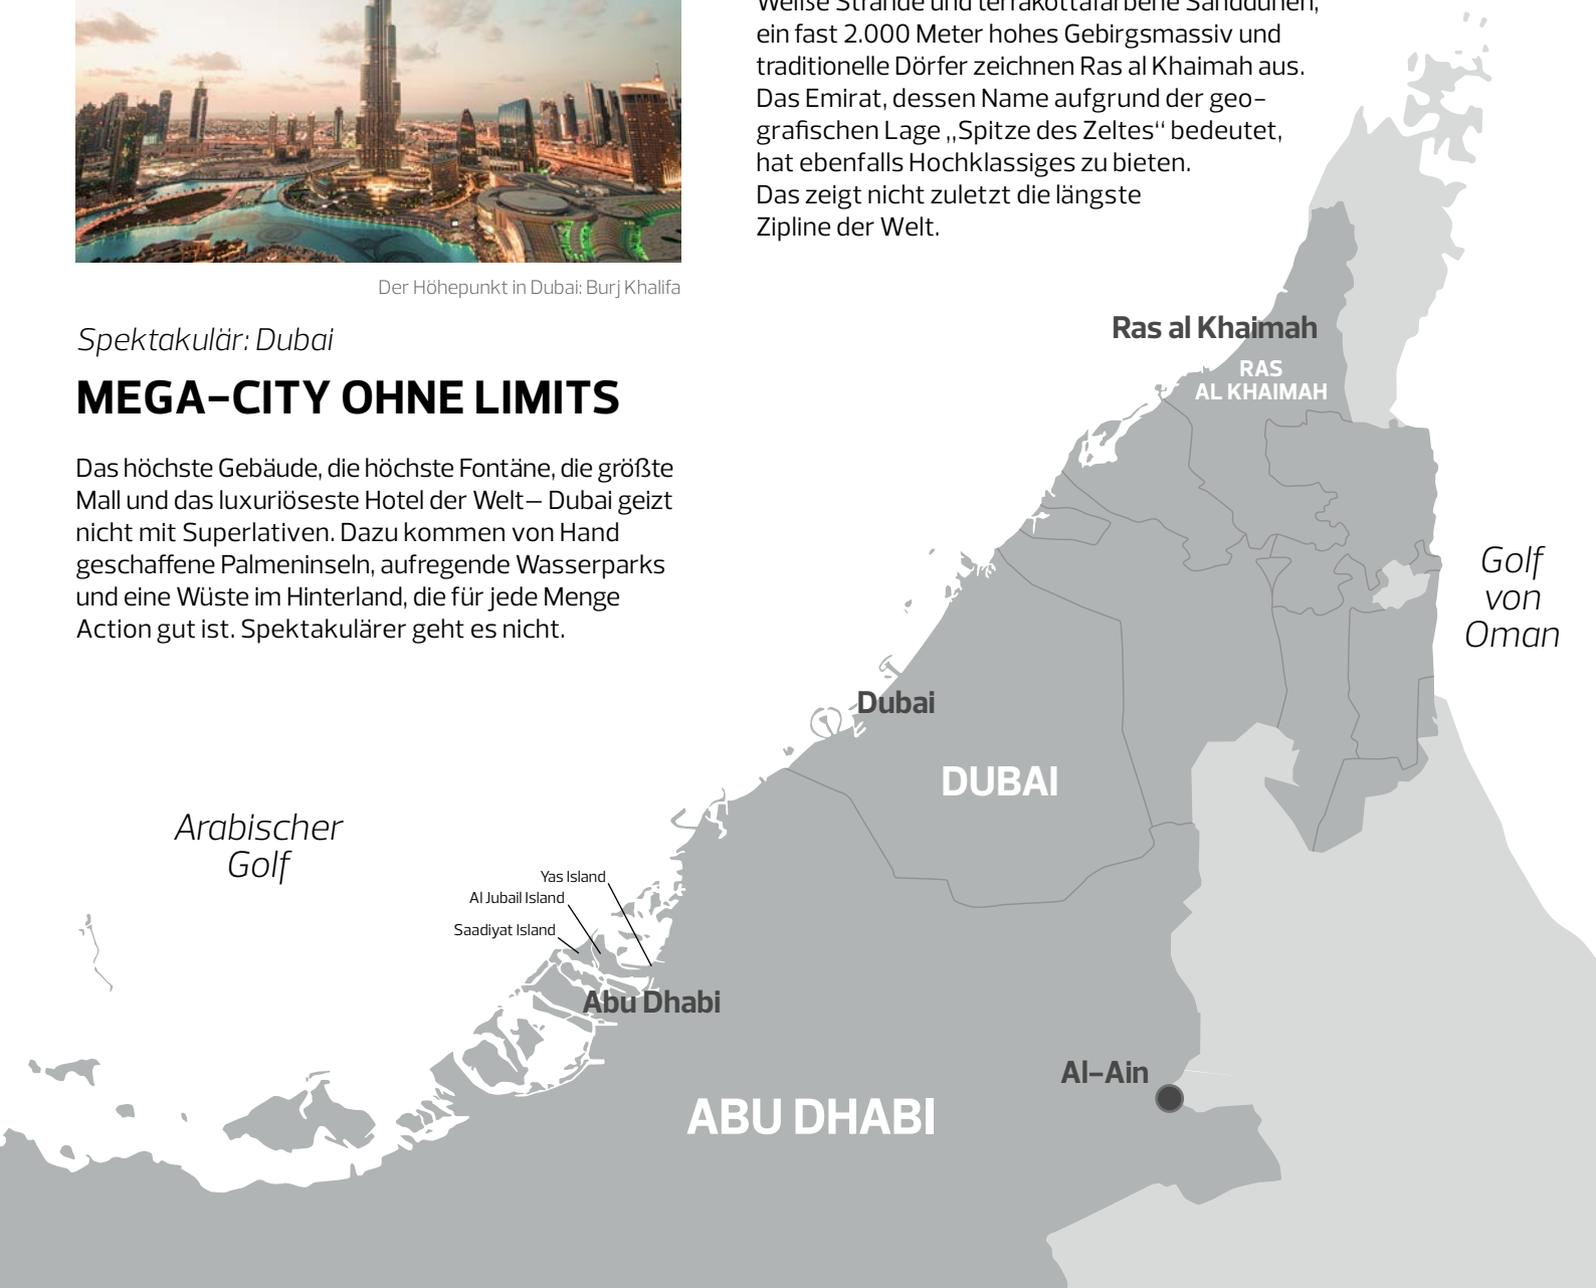 Weiße Strände und terrakottafarbene Sanddünen,
ein fast 2.000 Meter hohes Gebirgsmassiv und
traditionelle Dörfer zeichnen Ras al Khaimah aus.
Das Emirat, dessen Name aufgrund der geo-
grafischen Lage „Spitze des Zeltes“ bedeutet,
hat ebenfalls Hochklassiges zu bieten.
Das zeigt nicht zuletzt die längste
Zipline der Welt.
Der Höhepunkt in Dubai: Burj Khalifa
Spektakulär: Dubai
MEGA-CITY OHNE LIMITS
Das höchste Gebäude, die höchste Fontäne, die größte
Mall und das luxuriöseste Hotel der Welt— Dubai geizt
nicht mit Superlativen. Dazu kommen von Hand
geschaffene Palmeninseln, aufregende Wasserparks
und eine Wüste im Hinterland, die für jede Menge
Action gut ist. Spektakulärer geht es nicht.
Ras al Khaimah
RAS
AL KHAIMAH
Golf
von
Oman
Dubai
DUBAI
Arabischer
Golf
Yas Island
Al Jubail Island
Saadiyat Island
Abu Dhabi
Al-Ain
ABU DHABI